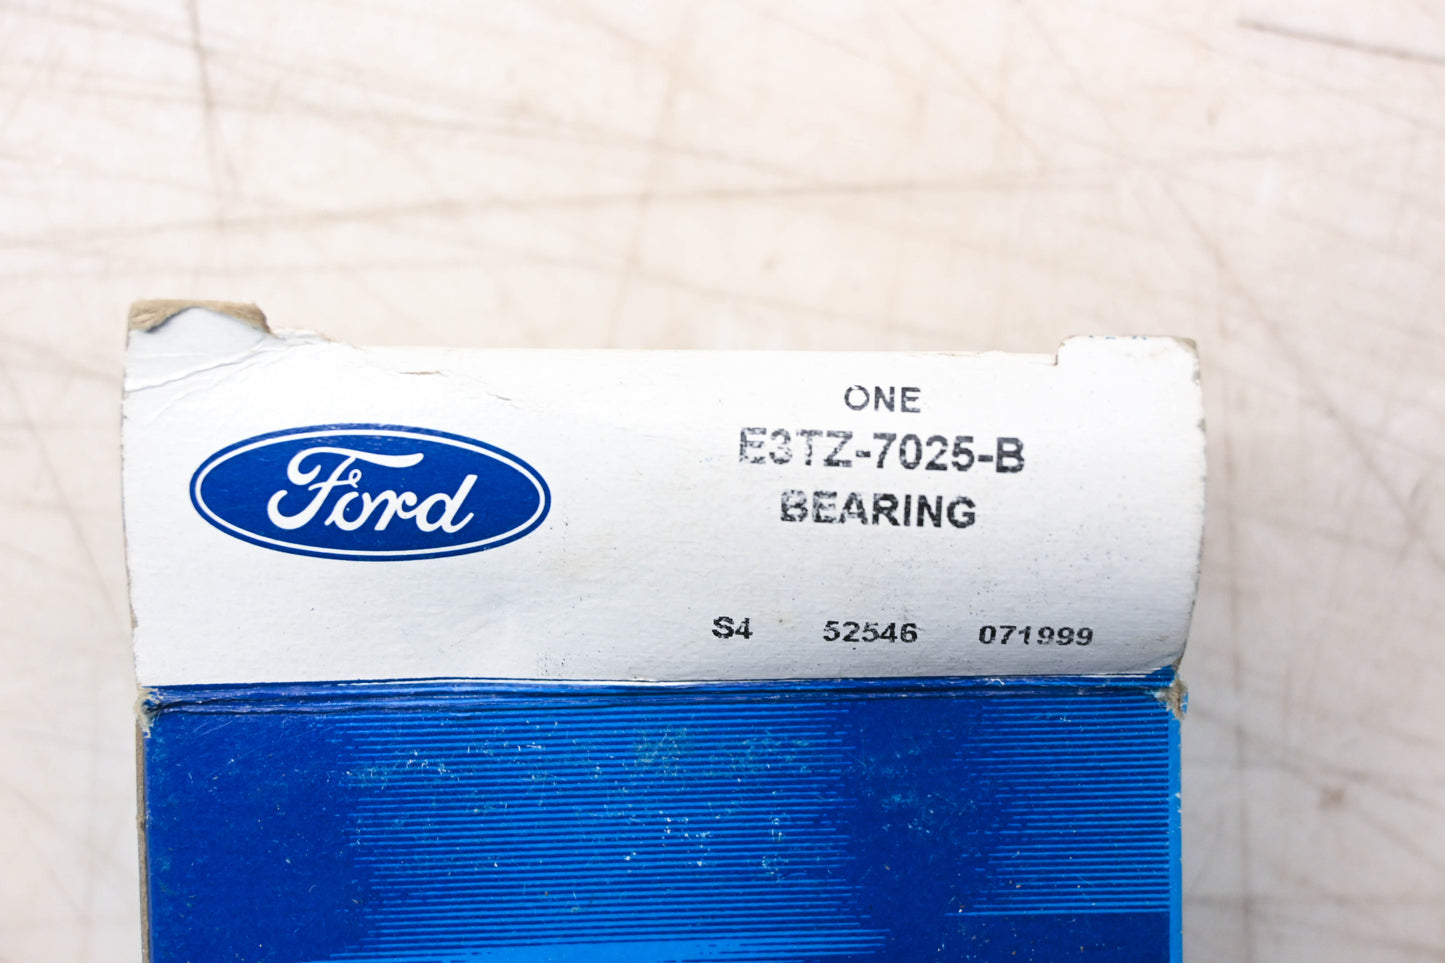 Ford
ONE
E3TZ-7025-B
BEARING
S4 52546 071999